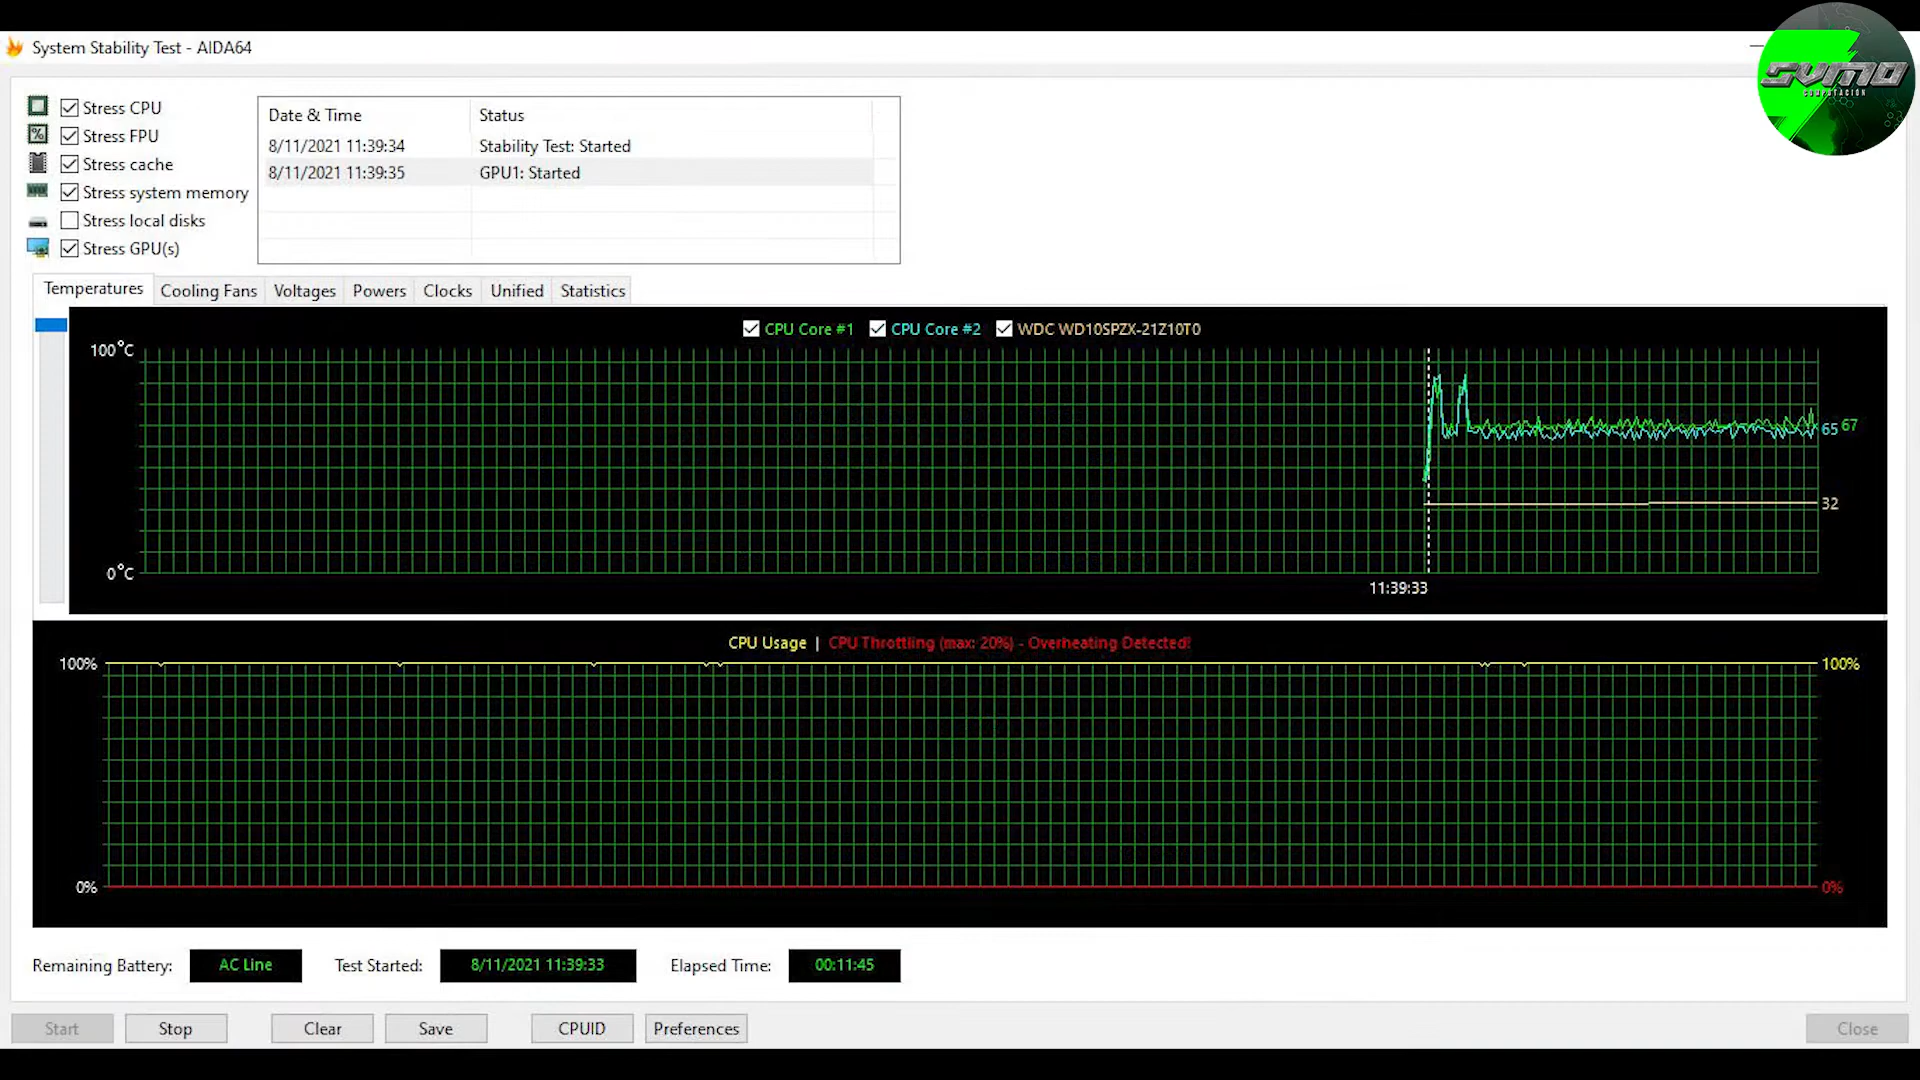 System Stability Test - AIDA64
SVMO
COMPUTACIÓN
Stress CPU
Stress FPU
Stress cache
Stress system memory
Stress local disks
Stress GPU(s)
Date & Time Status
8/11/2021 11:39:34 Stability Test: Started
8/11/2021 11:39:35 GPU1: Started
Temperatures Cooling Fans Voltages Powers Clocks Unified Statistics
CPU Core #1 CPU Core #2 WDC WD10SPZX-21Z10T0
100°C
65 67
32
0°C
11:39:33
CPU Usage | CPU Throttling (max: 20%) - Overheating Detected!
100% 100%
0% 0%
Remaining Battery: AC Line Test Started: 8/11/2021 11:39:33 Elapsed Time: 00:11:45
Start Stop Clear Save CPUID Preferences Close